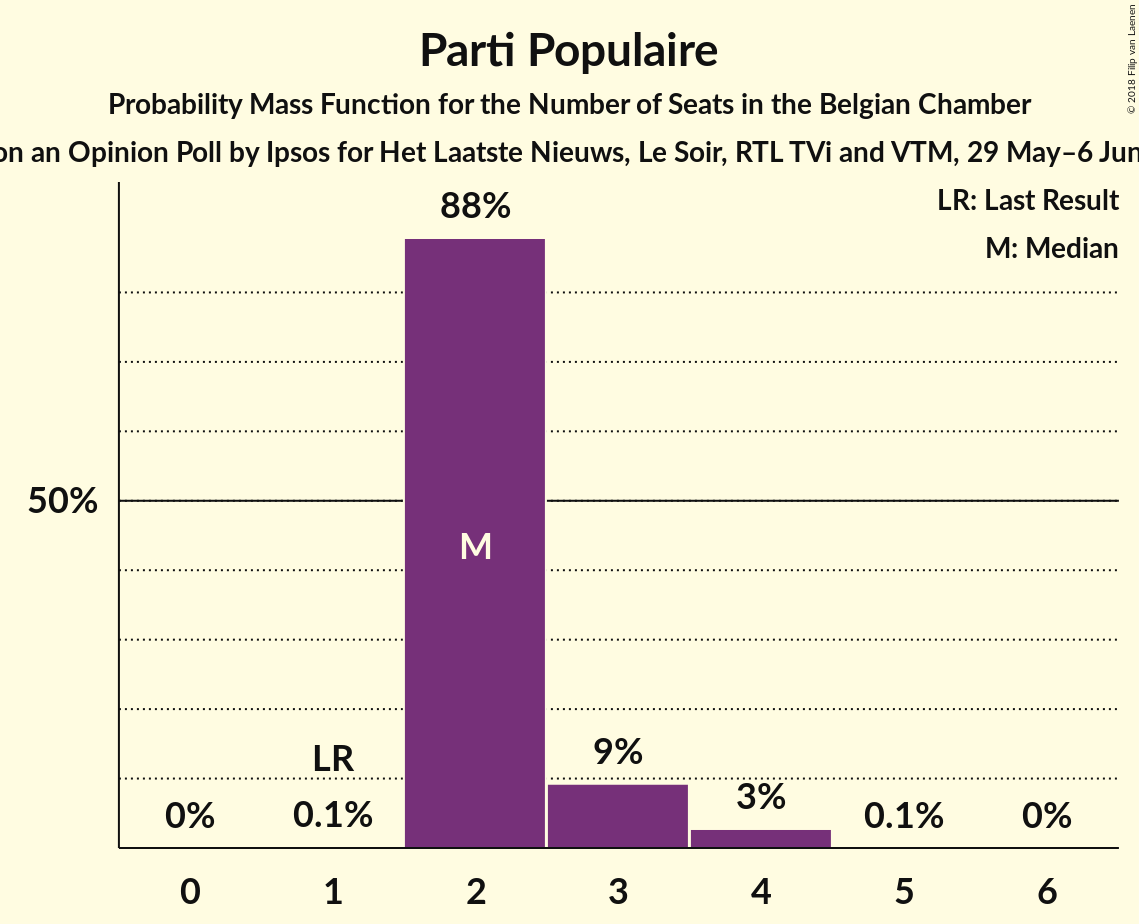 Parti Populaire
Probability Mass Function for the Number of Seats in the Belgian Chamber
on an Opinion Poll by Ipsos for Het Laatste Nieuws, Le Soir, RTL TVi and VTM, 29 May–6 Jun
© 2018 Filip van Laenen
LR: Last Result
M: Median
88%
50%
M
LR
9%
3%
0%
0.1%
0.1%
0%
0 1 2 3 4 5 6